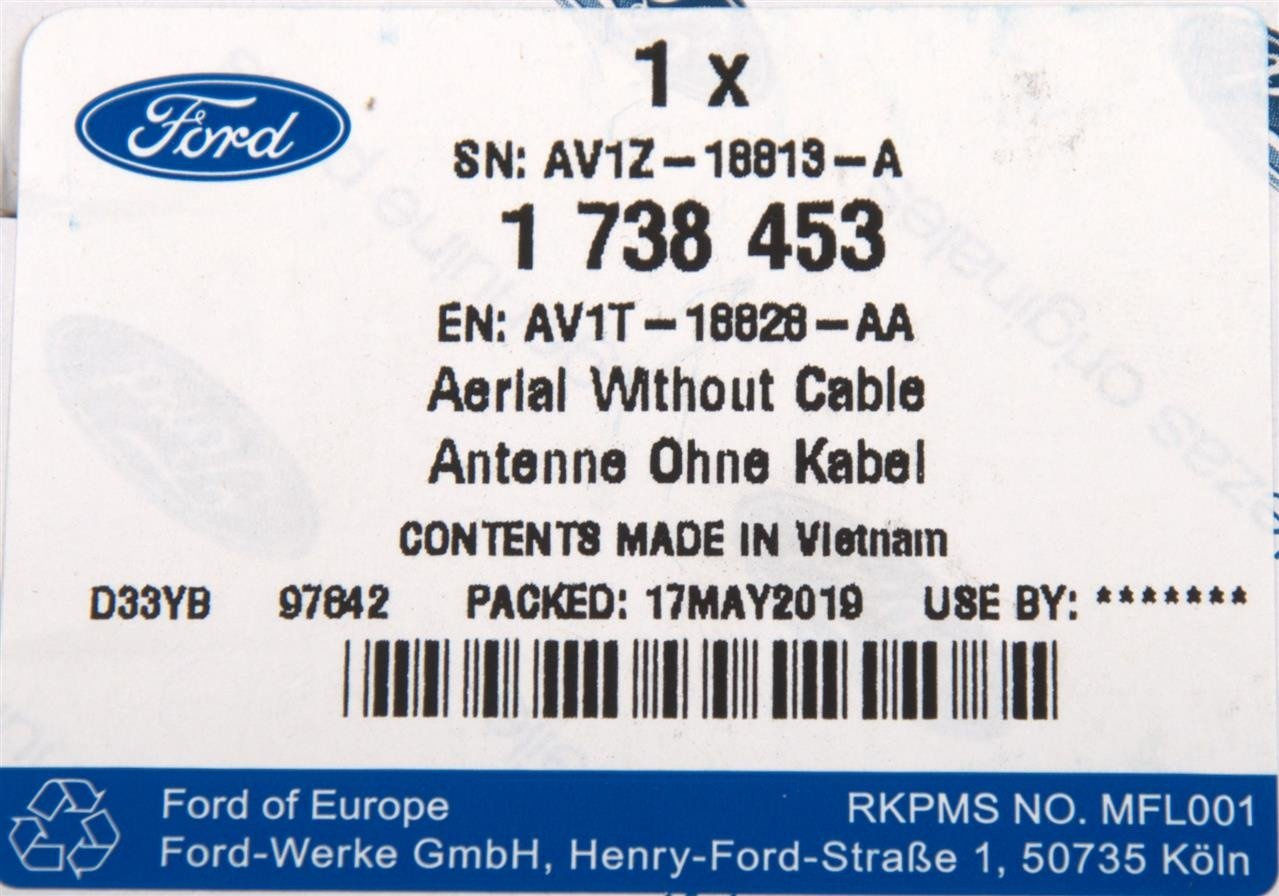 Ford
1 x
SN: AV1Z-18813-A
1 738 453
EN: AV1T-18828-AA
Aerial Without Cable
Antenne Ohne Kabel
CONTENTS MADE IN Vietnam
D33YB 97642 PACKED: 17MAY2019 USE BY: *******
Ford of Europe RKPMS NO. MFL001
Ford-Werke GmbH, Henry-Ford-Straße 1, 50735 Köln